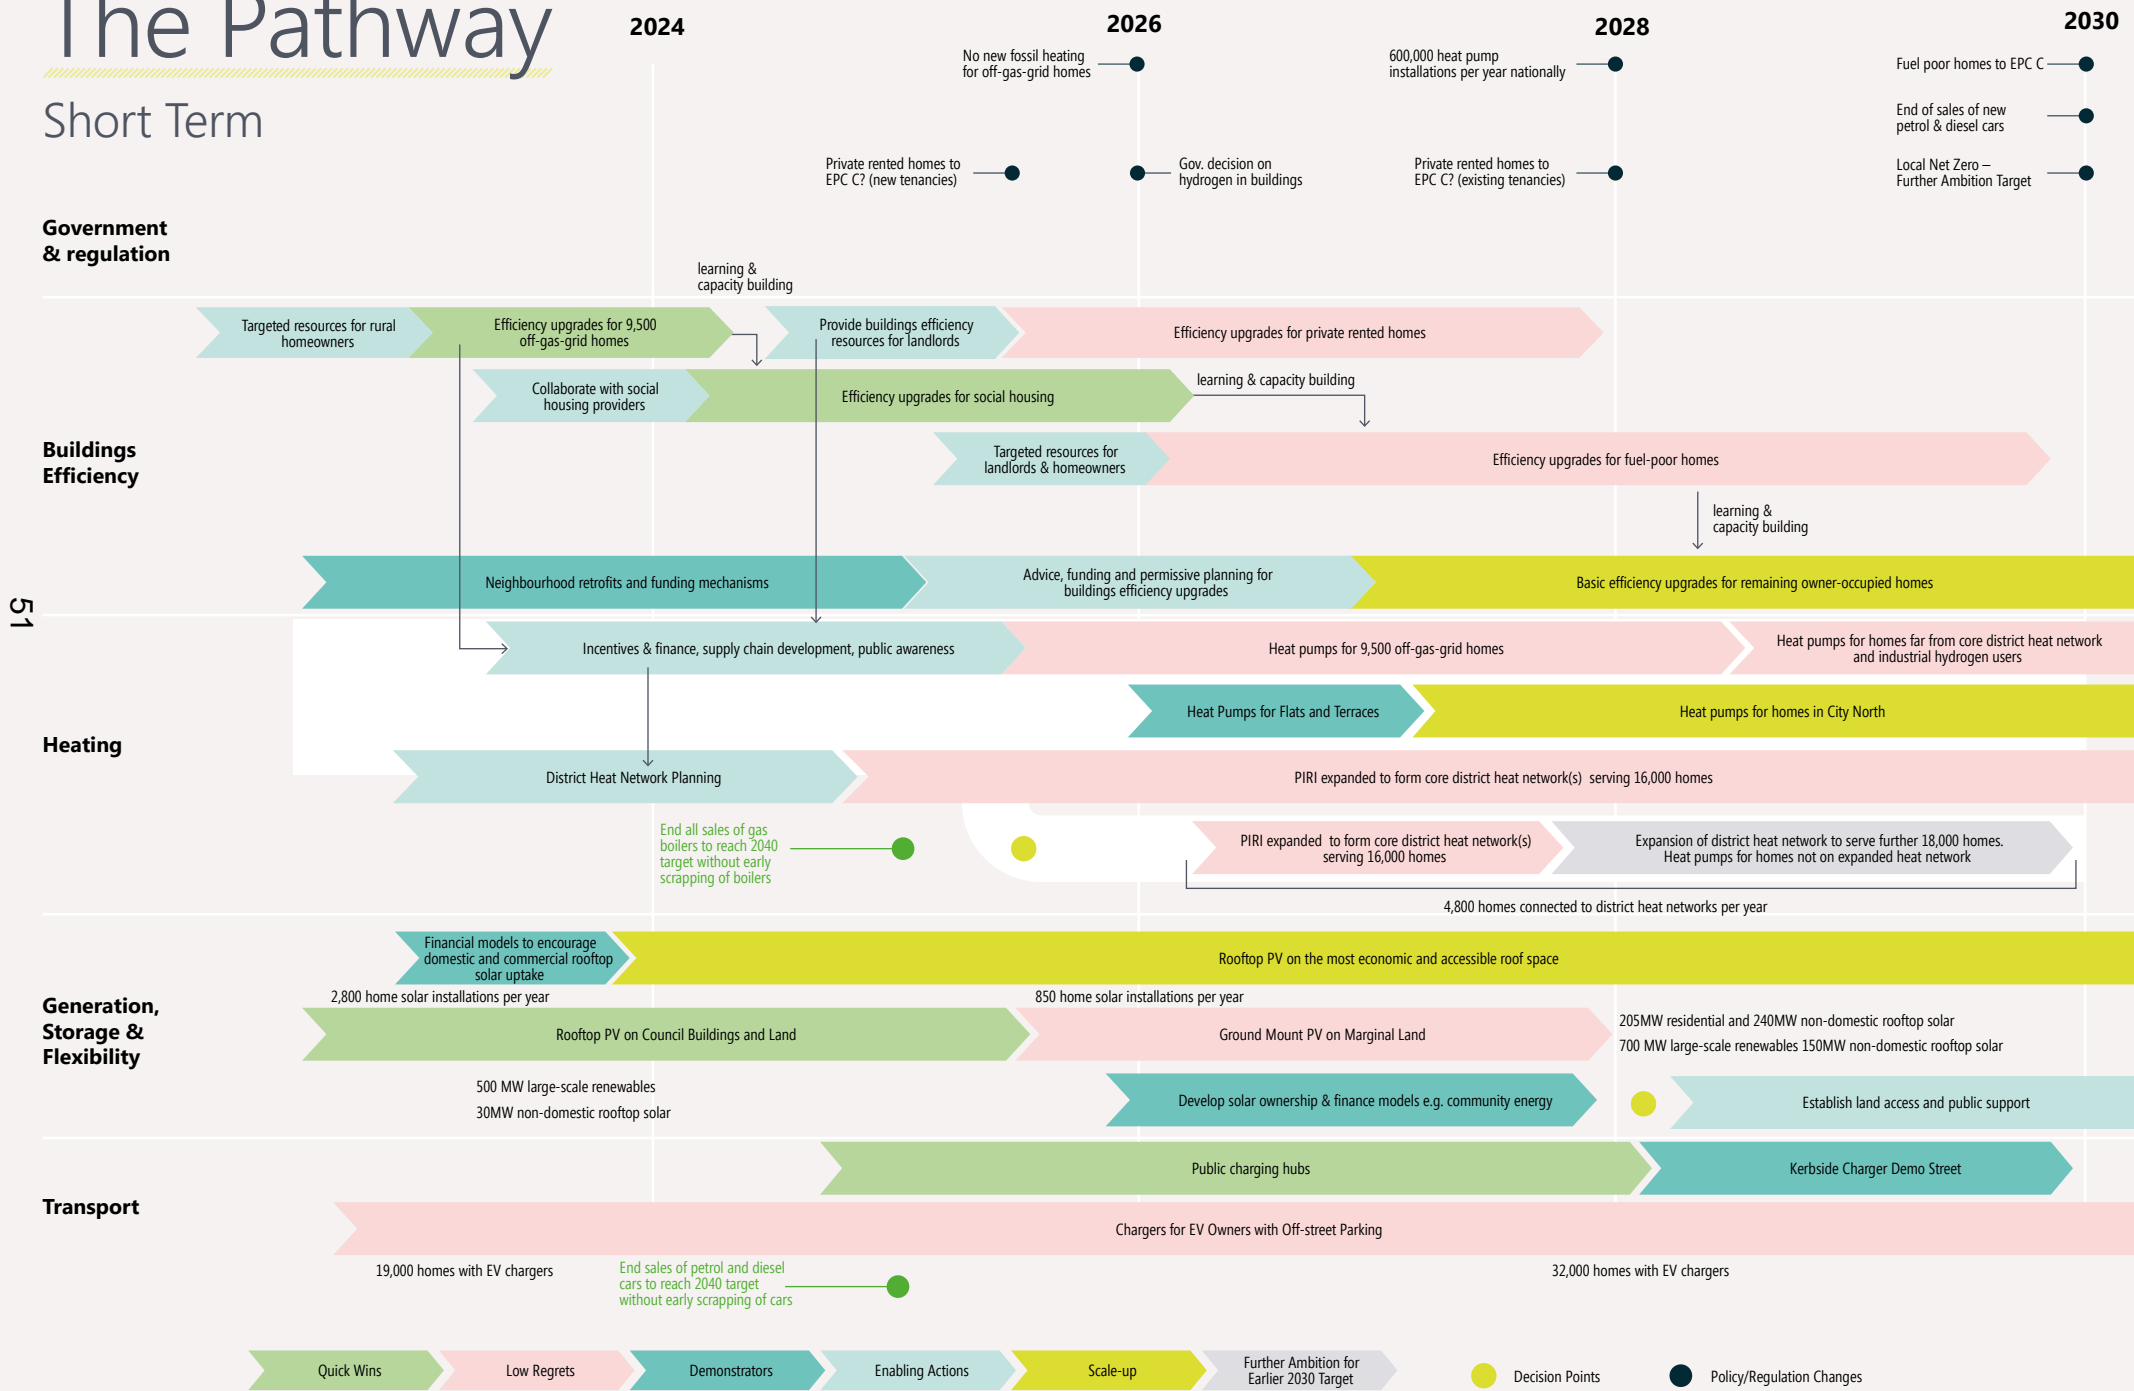 The Pathway
Short Term
2024
2026
2028
2030
No new fossil heating
for off-gas-grid homes
600,000 heat pump
installations per year nationally
Fuel poor homes to EPC C
End of sales of new
petrol & diesel cars
Private rented homes to
EPC C? (new tenancies)
Gov. decision on
hydrogen in buildings
Private rented homes to
EPC C? (existing tenancies)
Local Net Zero –
Further Ambition Target
Government
& regulation
learning &
capacity building
Targeted resources for rural
homeowners
Efficiency upgrades for 9,500
off-gas-grid homes
Provide buildings efficiency
resources for landlords
Efficiency upgrades for private rented homes
Collaborate with social
housing providers
Efficiency upgrades for social housing
learning & capacity building
Buildings
Efficiency
Targeted resources for
landlords & homeowners
Efficiency upgrades for fuel-poor homes
learning &
capacity building
Neighbourhood retrofits and funding mechanisms
Advice, funding and permissive planning for
buildings efficiency upgrades
Basic efficiency upgrades for remaining owner-occupied homes
51
Incentives & finance, supply chain development, public awareness
Heat pumps for 9,500 off-gas-grid homes
Heat pumps for homes far from core district heat network
and industrial hydrogen users
Heat Pumps for Flats and Terraces
Heat pumps for homes in City North
Heating
District Heat Network Planning
PIRI expanded to form core district heat network(s) serving 16,000 homes
End all sales of gas
boilers to reach 2040
target without early
scrapping of boilers
PIRI expanded to form core district heat network(s)
serving 16,000 homes
Expansion of district heat network to serve further 18,000 homes.
Heat pumps for homes not on expanded heat network
4,800 homes connected to district heat networks per year
Financial models to encourage
domestic and commercial rooftop
solar uptake
Rooftop PV on the most economic and accessible roof space
2,800 home solar installations per year
850 home solar installations per year
Generation,
Storage &
Flexibility
Rooftop PV on Council Buildings and Land
Ground Mount PV on Marginal Land
205MW residential and 240MW non-domestic rooftop solar
700 MW large-scale renewables 150MW non-domestic rooftop solar
500 MW large-scale renewables
30MW non-domestic rooftop solar
Develop solar ownership & finance models e.g. community energy
Establish land access and public support
Public charging hubs
Kerbside Charger Demo Street
Transport
Chargers for EV Owners with Off-street Parking
19,000 homes with EV chargers
End sales of petrol and diesel
cars to reach 2040 target
without early scrapping of cars
32,000 homes with EV chargers
Quick Wins
Low Regrets
Demonstrators
Enabling Actions
Scale-up
Further Ambition for
Earlier 2030 Target
Decision Points
Policy/Regulation Changes